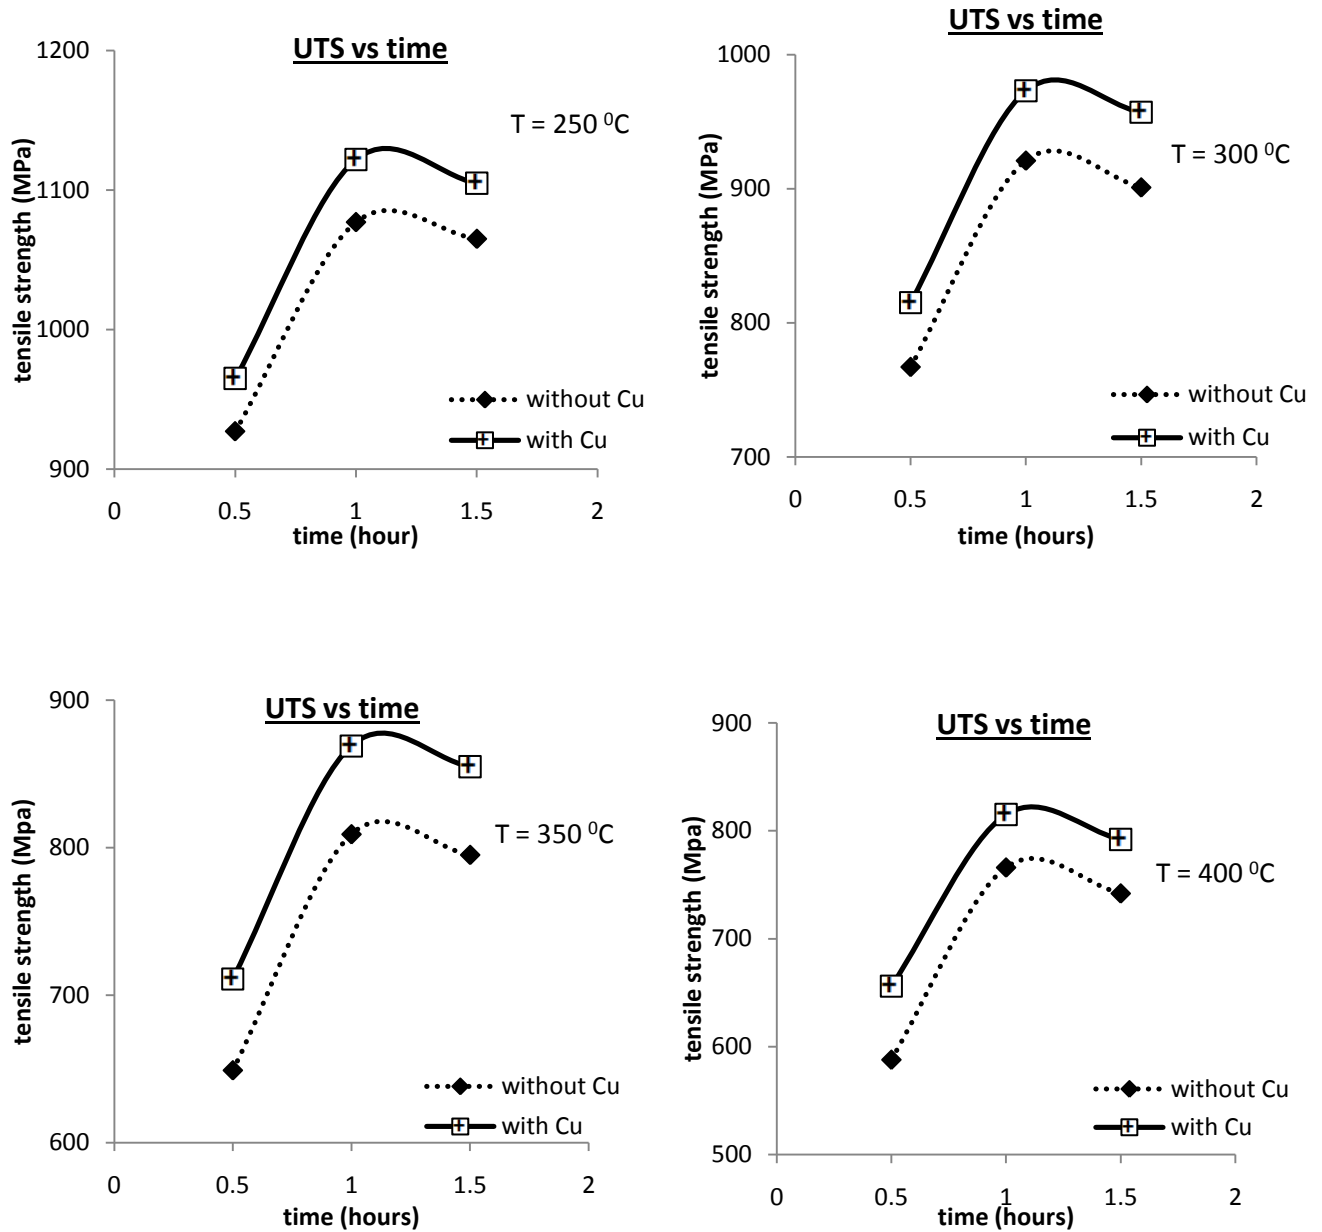 UTS vs time
1200
1100
1000
900
tensile strength (MPa)
T = 250 ⁰C
without Cu
with Cu
0 0.5 1 1.5 2
time (hour)
UTS vs time
1000
900
800
700
tensile strength (MPa)
T = 300 ⁰C
without Cu
with Cu
0 0.5 1 1.5 2
time (hours)
UTS vs time
900
800
700
600
tensile strength (Mpa)
T = 350 ⁰C
without Cu
with Cu
0 0.5 1 1.5 2
time (hours)
UTS vs time
900
800
700
600
500
tensile strength (Mpa)
T = 400 ⁰C
without Cu
with Cu
0 0.5 1 1.5 2
time (hours)